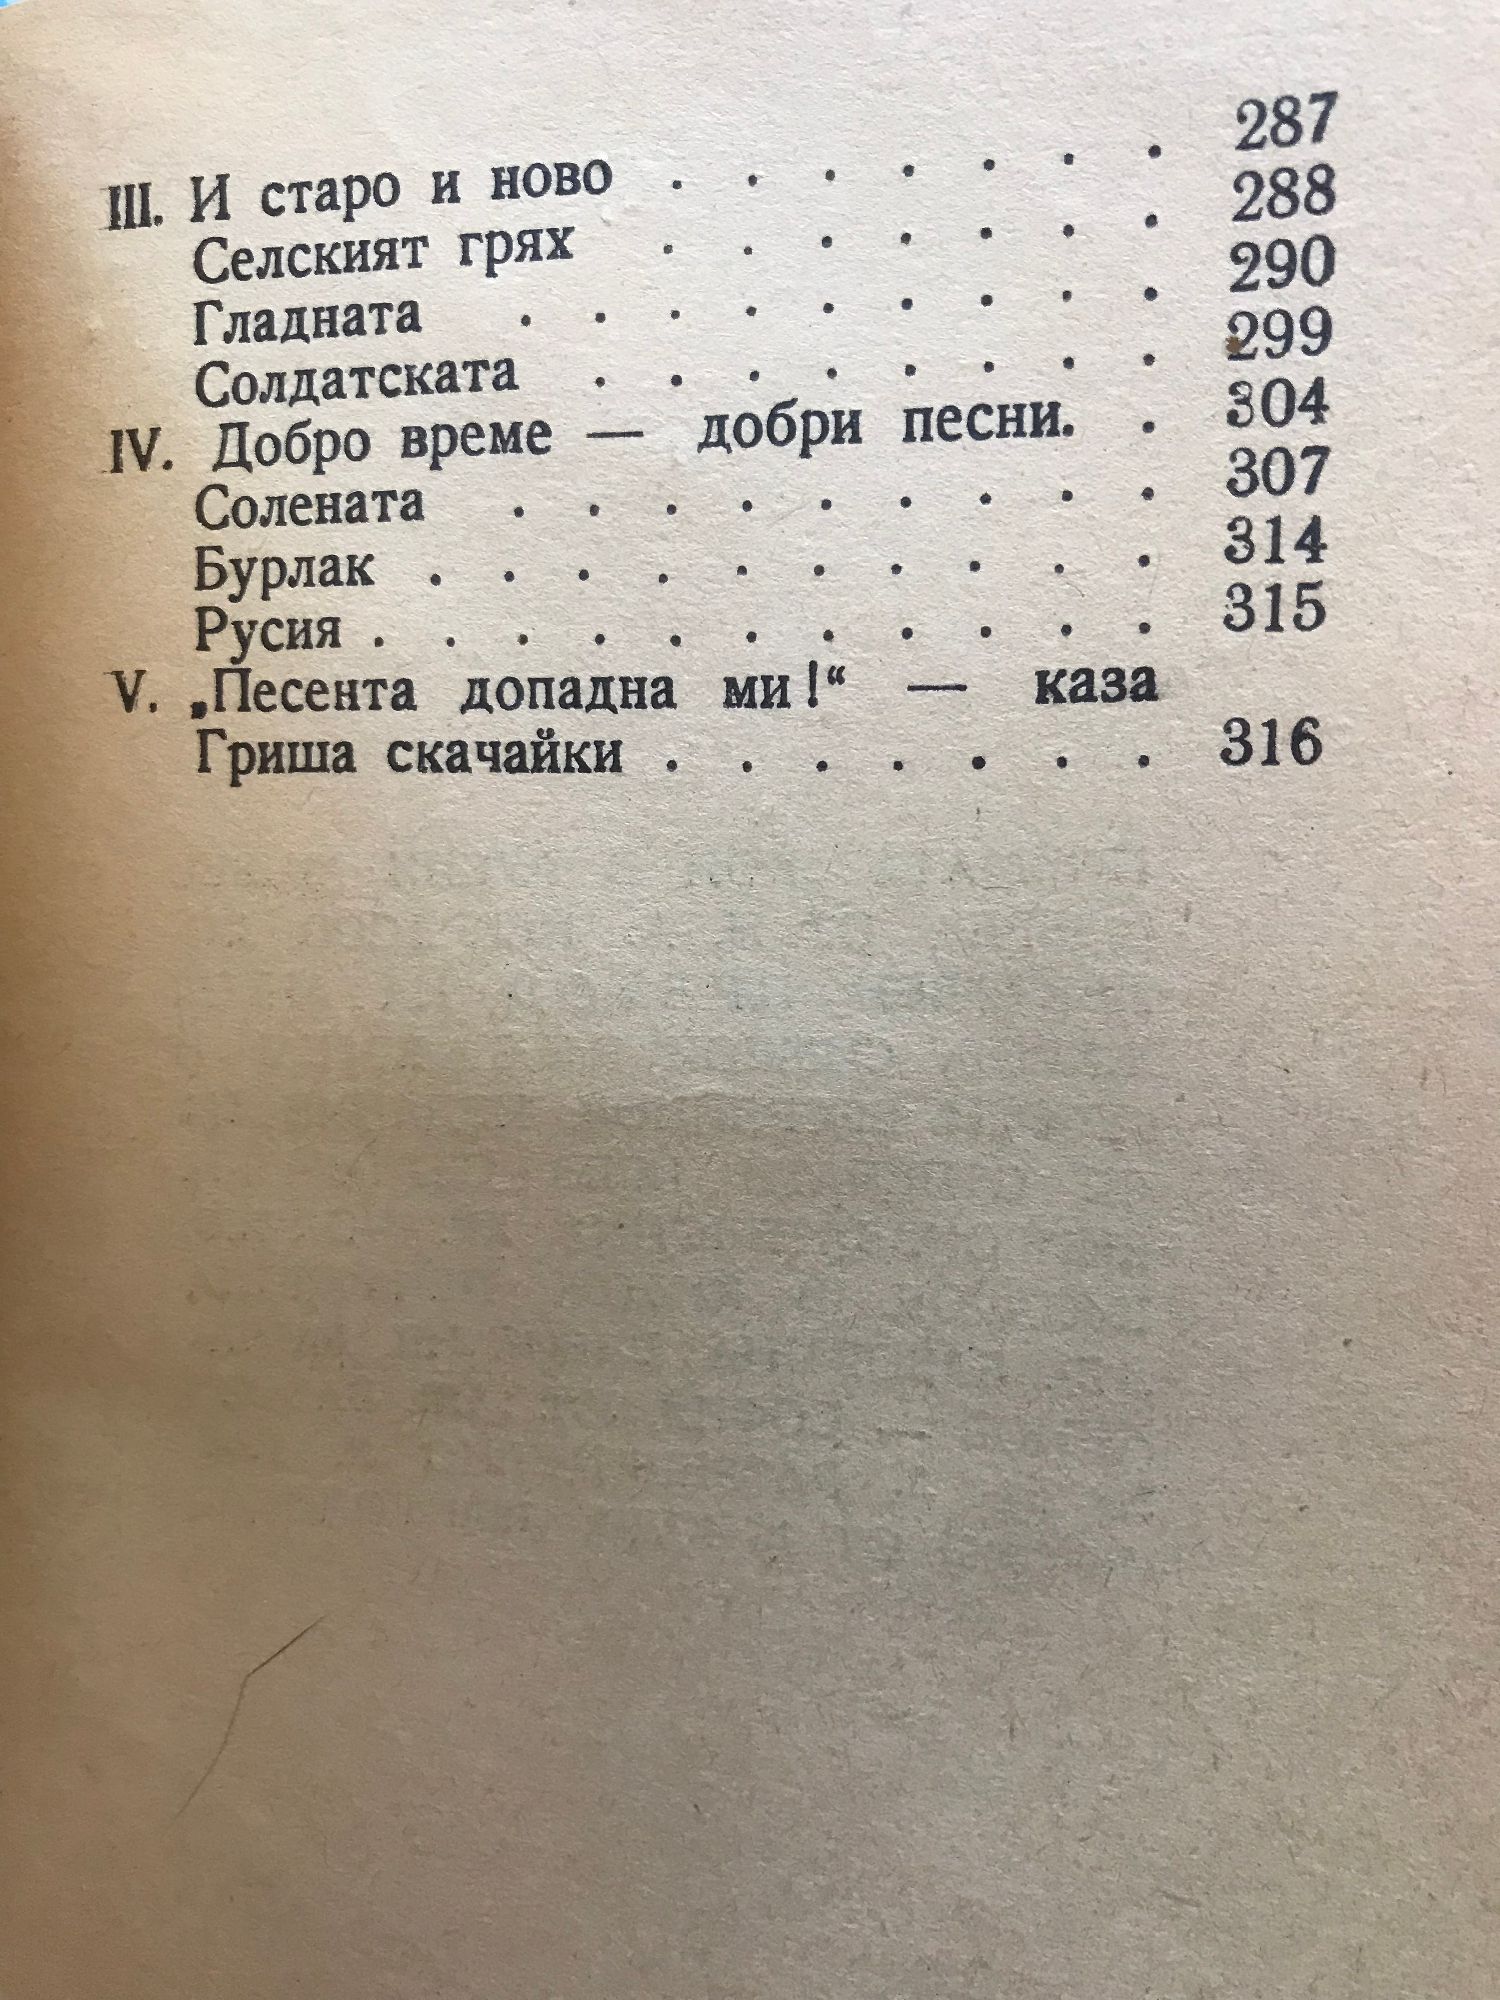 III. И старо и ново . . . . . . . 287
Селският грях . . . . . . . 288
Гладната . . . . . . . . . 290
Солдатската . . . . . . . . 299
IV. Добро време — добри песни. . 304
Солената . . . . . . . . . 307
Бурлак . . . . . . . . . . 314
Русия . . . . . . . . . . . 315
V. „Песента допадна ми!“ — каза
Гриша скачайки . . . . . . . 316